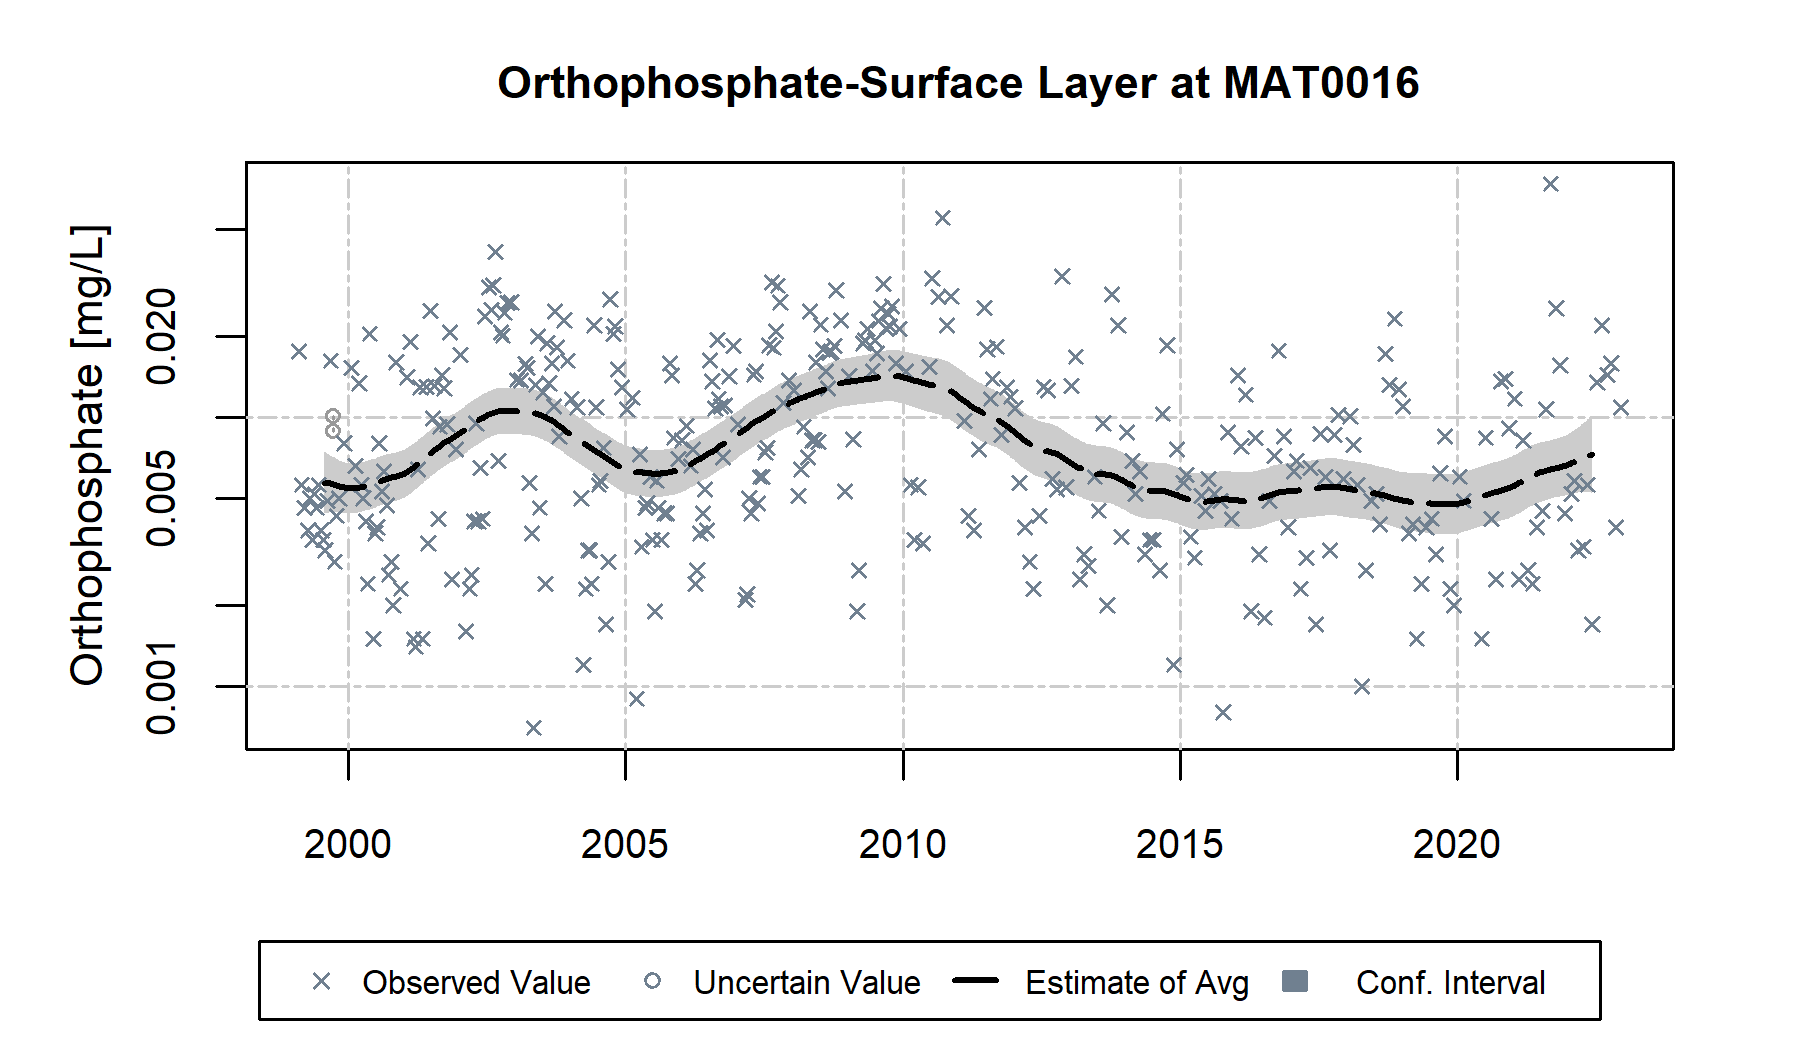 Orthophosphate-Surface Layer at MAT0016
Orthophosphate [mg/L]
0.020
0.005
0.001
2000 2005 2010 2015 2020
Observed Value Uncertain Value Estimate of Avg Conf. Interval